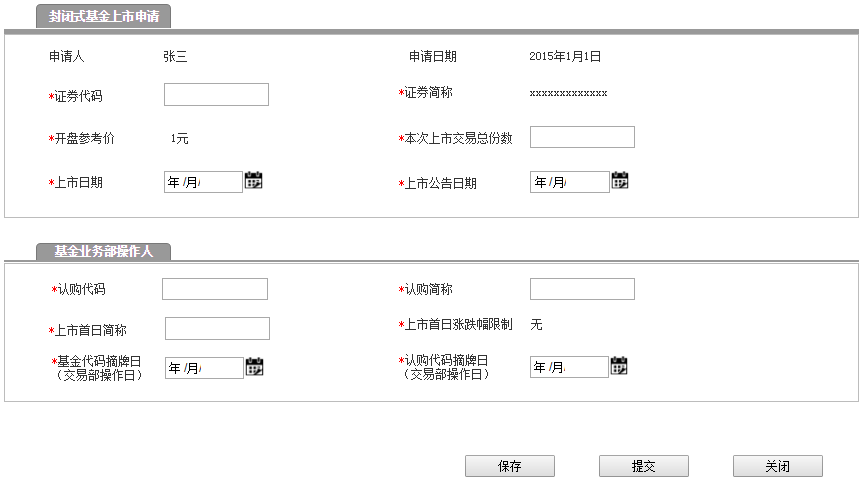 封闭式基金上市申请
申请人 张三 申请日期 2015年1月1日
*证券代码 *证券简称 xxxxxxxxxxxxx
*开盘参考价 1元 *本次上市交易总份数
*上市日期 年 /月/ *上市公告日期 年 /月/
基金业务部操作人
*认购代码 *认购简称
*上市首日简称 *上市首日涨跌幅限制 无
*基金代码摘牌日 年 /月/ *认购代码摘牌日 年 /月/
（交易部操作日） （交易部操作日）
保存 提交 关闭